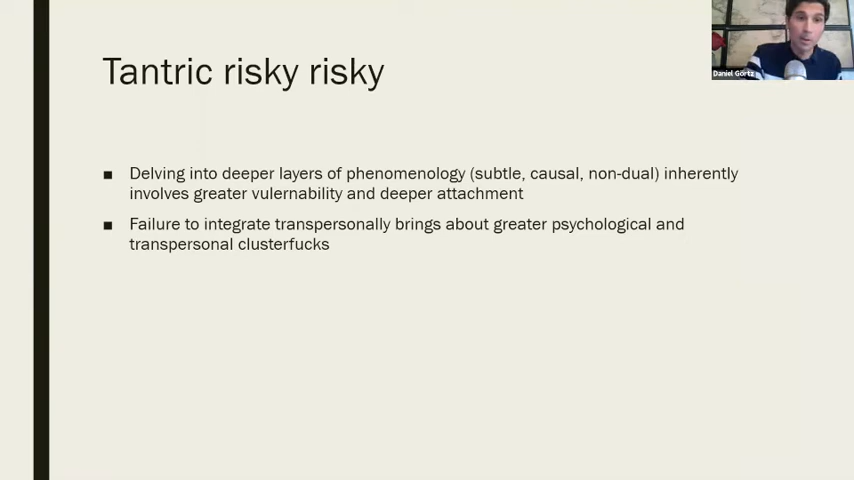 Tantric risky risky
Daniel Görtz
■ Delving into deeper layers of phenomenology (subtle, causal, non-dual) inherently
involves greater vulernability and deeper attachment
■ Failure to integrate transpersonally brings about greater psychological and
transpersonal clusterfucks